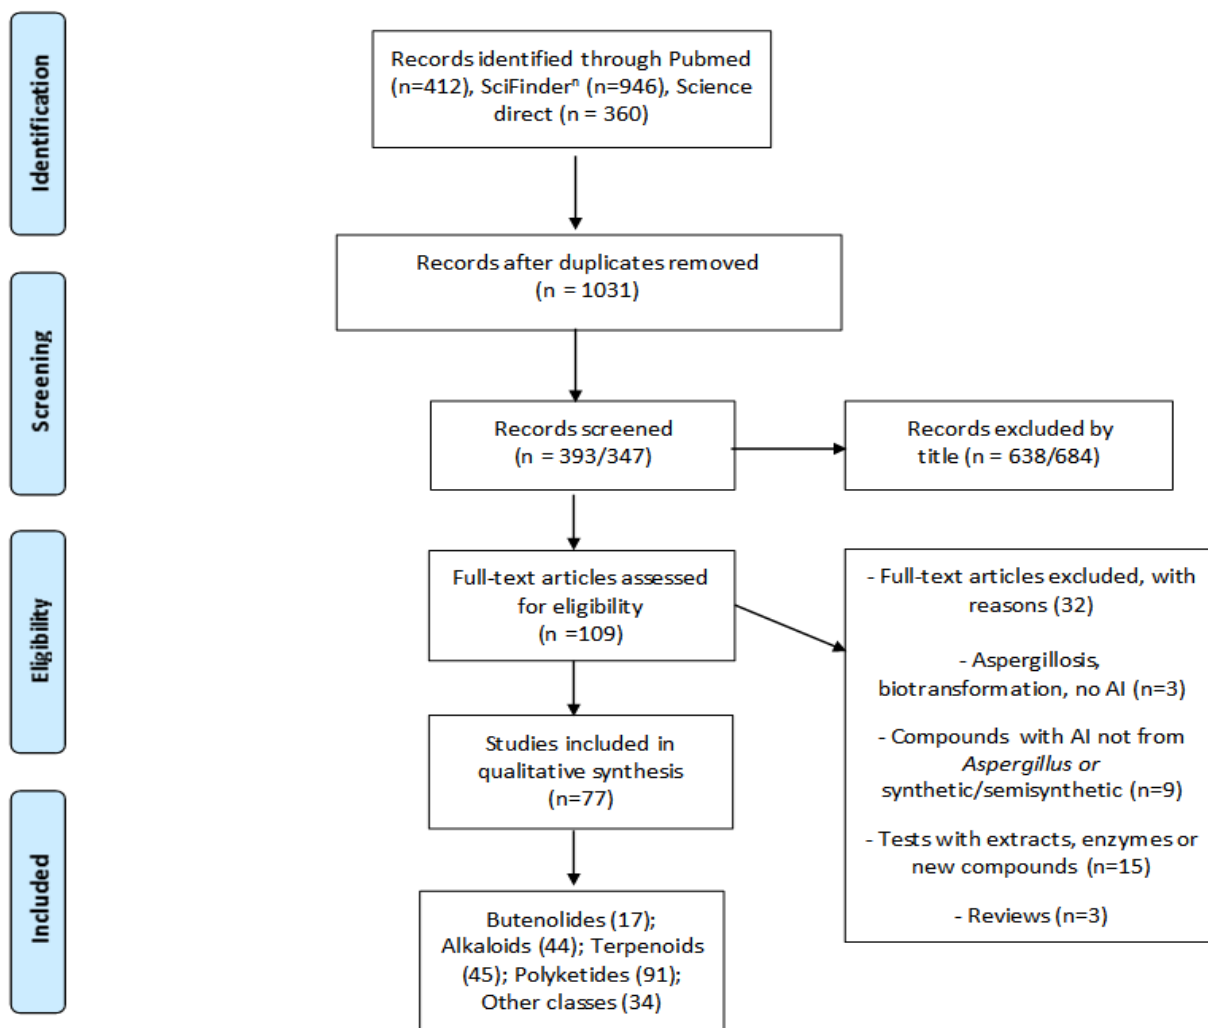 Identification
Records identified through Pubmed
(n=412), SciFinderⁿ (n=946), Science
direct (n = 360)
Records after duplicates removed
(n = 1031)
Screening
Records screened
(n = 393/347)
Records excluded by
title (n = 638/684)
Eligibility
Full-text articles assessed
for eligibility
(n =109)
- Full-text articles excluded, with
reasons (32)
- Aspergillosis,
biotransformation, no AI (n=3)
- Compounds with AI not from
Aspergillus or
synthetic/semisynthetic (n=9)
- Tests with extracts, enzymes or
new compounds (n=15)
- Reviews (n=3)
Studies included in
qualitative synthesis
(n=77)
Included
Butenolides (17);
Alkaloids (44); Terpenoids
(45); Polyketides (91);
Other classes (34)